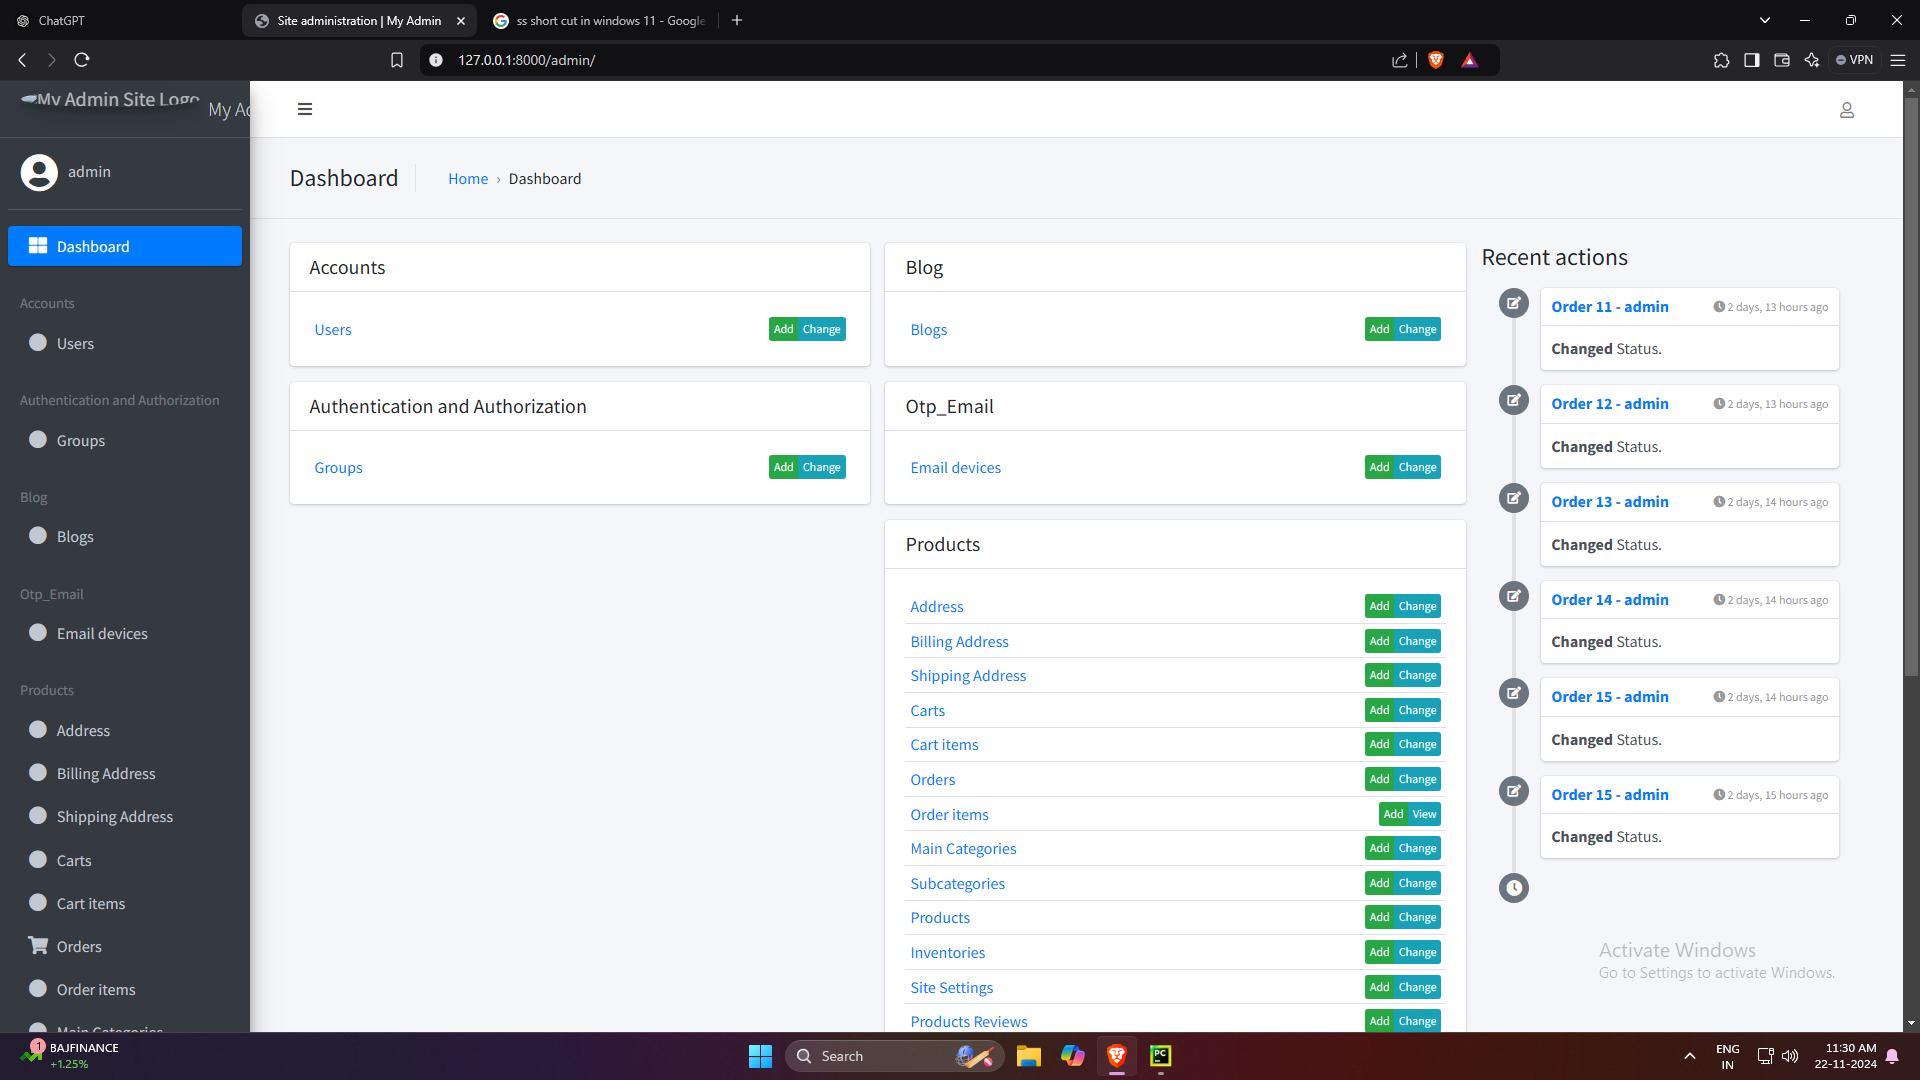 ChatGPT
Site administration | My Admin
ss short cut in windows 11 - Google
127.0.0.1:8000/admin/
VPN
My Admin Site Logo
My Ad
admin
Dashboard
Accounts
Users
Authentication and Authorization
Groups
Blog
Blogs
Otp_Email
Email devices
Products
Address
Billing Address
Shipping Address
Carts
Cart items
Orders
Order items
Main Categories
Dashboard
Home › Dashboard
Accounts
Users Add Change
Authentication and Authorization
Groups Add Change
Blog
Blogs Add Change
Otp_Email
Email devices Add Change
Products
Address Add Change
Billing Address Add Change
Shipping Address Add Change
Carts Add Change
Cart items Add Change
Orders Add Change
Order items Add View
Main Categories Add Change
Subcategories Add Change
Products Add Change
Inventories Add Change
Site Settings Add Change
Products Reviews Add Change
Recent actions
Order 11 - admin 2 days, 13 hours ago
Changed Status.
Order 12 - admin 2 days, 13 hours ago
Changed Status.
Order 13 - admin 2 days, 14 hours ago
Changed Status.
Order 14 - admin 2 days, 14 hours ago
Changed Status.
Order 15 - admin 2 days, 14 hours ago
Changed Status.
Order 15 - admin 2 days, 15 hours ago
Changed Status.
Activate Windows
Go to Settings to activate Windows.
1
BAJFINANCE
+1.25%
Search
PC
ENG
IN
11:30 AM
22-11-2024